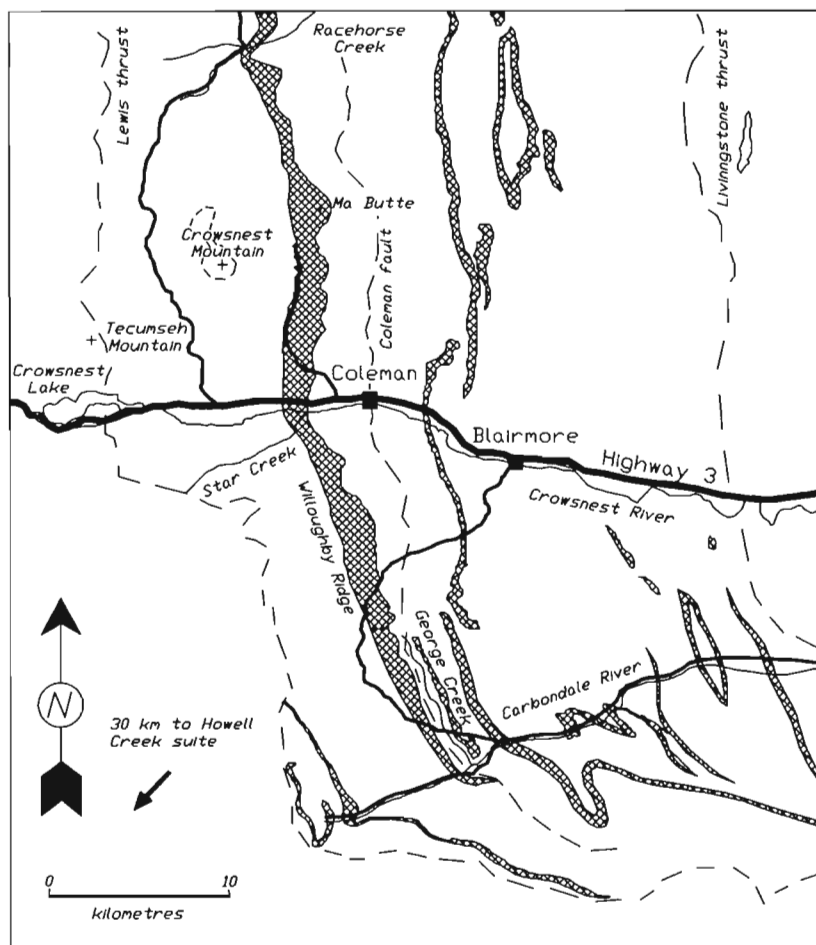 Racehorse
Creek
Lewis thrust
Livinngstone thrust
Ma Butte
Crowsnest
Mountain
Coleman fault
Tecumseh
Mountain
Crowsnest
Lake
Coleman
Blairmore
Highway 3
Star Creek
Crowsnest River
Willoughby Ridge
George Creek
Carbondale River
N
30 km to Howell
Creek suite
0 10
kilometres